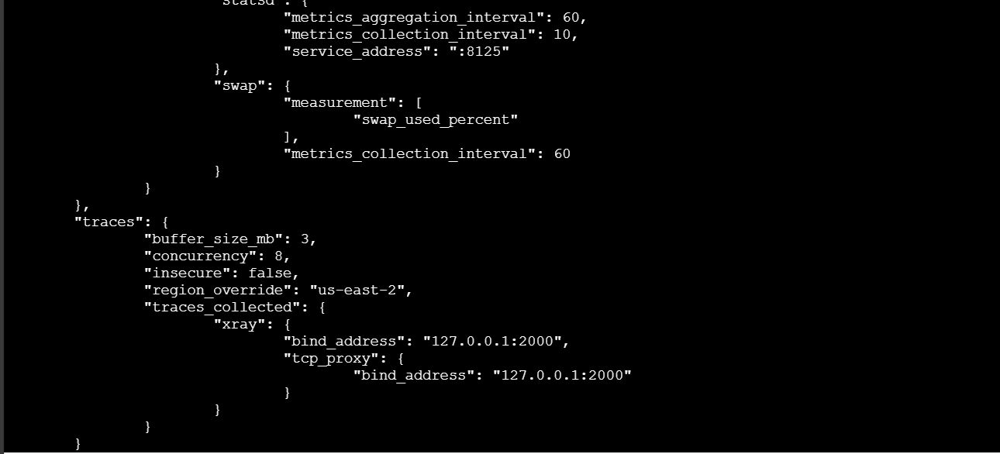 "statsd": {
"metrics_aggregation_interval": 60,
"metrics_collection_interval": 10,
"service_address": ":8125"
},
"swap": {
"measurement": [
"swap_used_percent"
],
"metrics_collection_interval": 60
}
}
},
"traces": {
"buffer_size_mb": 3,
"concurrency": 8,
"insecure": false,
"region_override": "us-east-2",
"traces_collected": {
"xray": {
"bind_address": "127.0.0.1:2000",
"tcp_proxy": {
"bind_address": "127.0.0.1:2000"
}
}
}
}